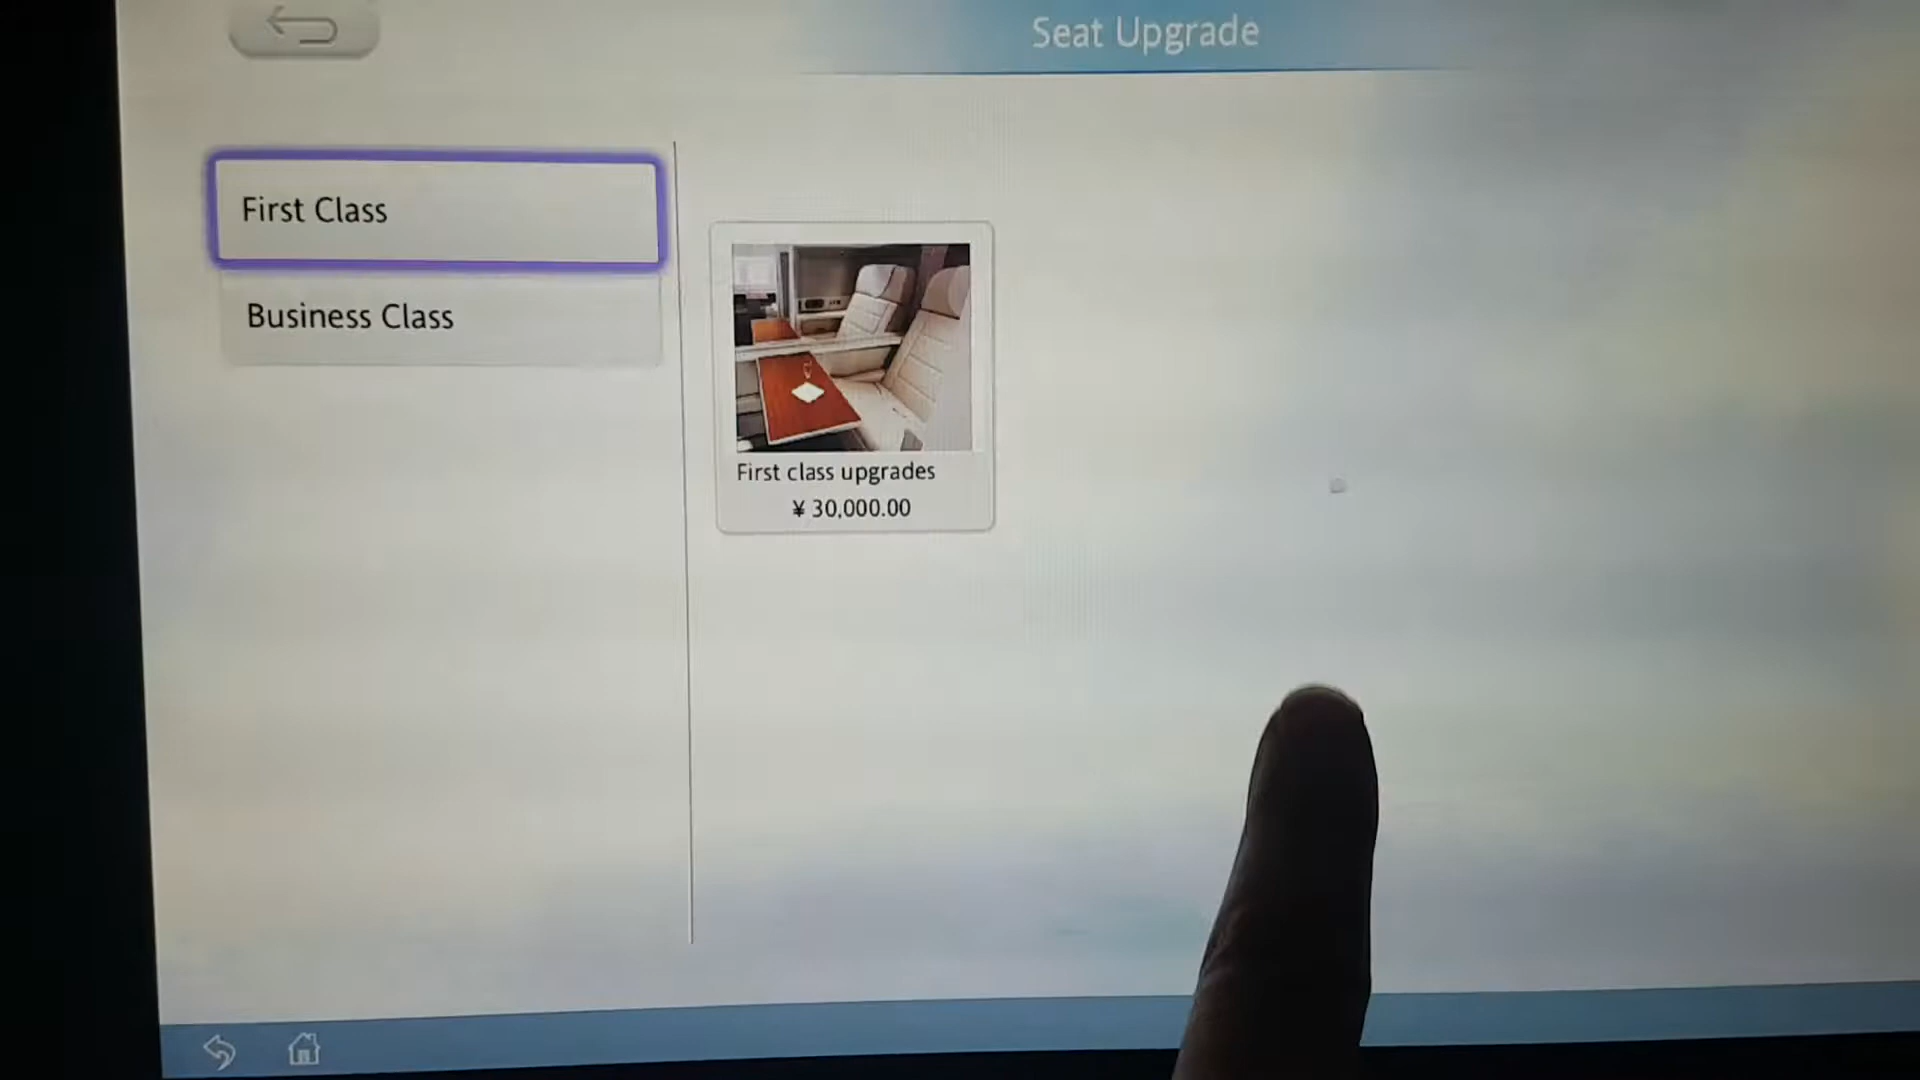 Seat Upgrade
First Class
Business Class
First class upgrades
¥ 30,000.00